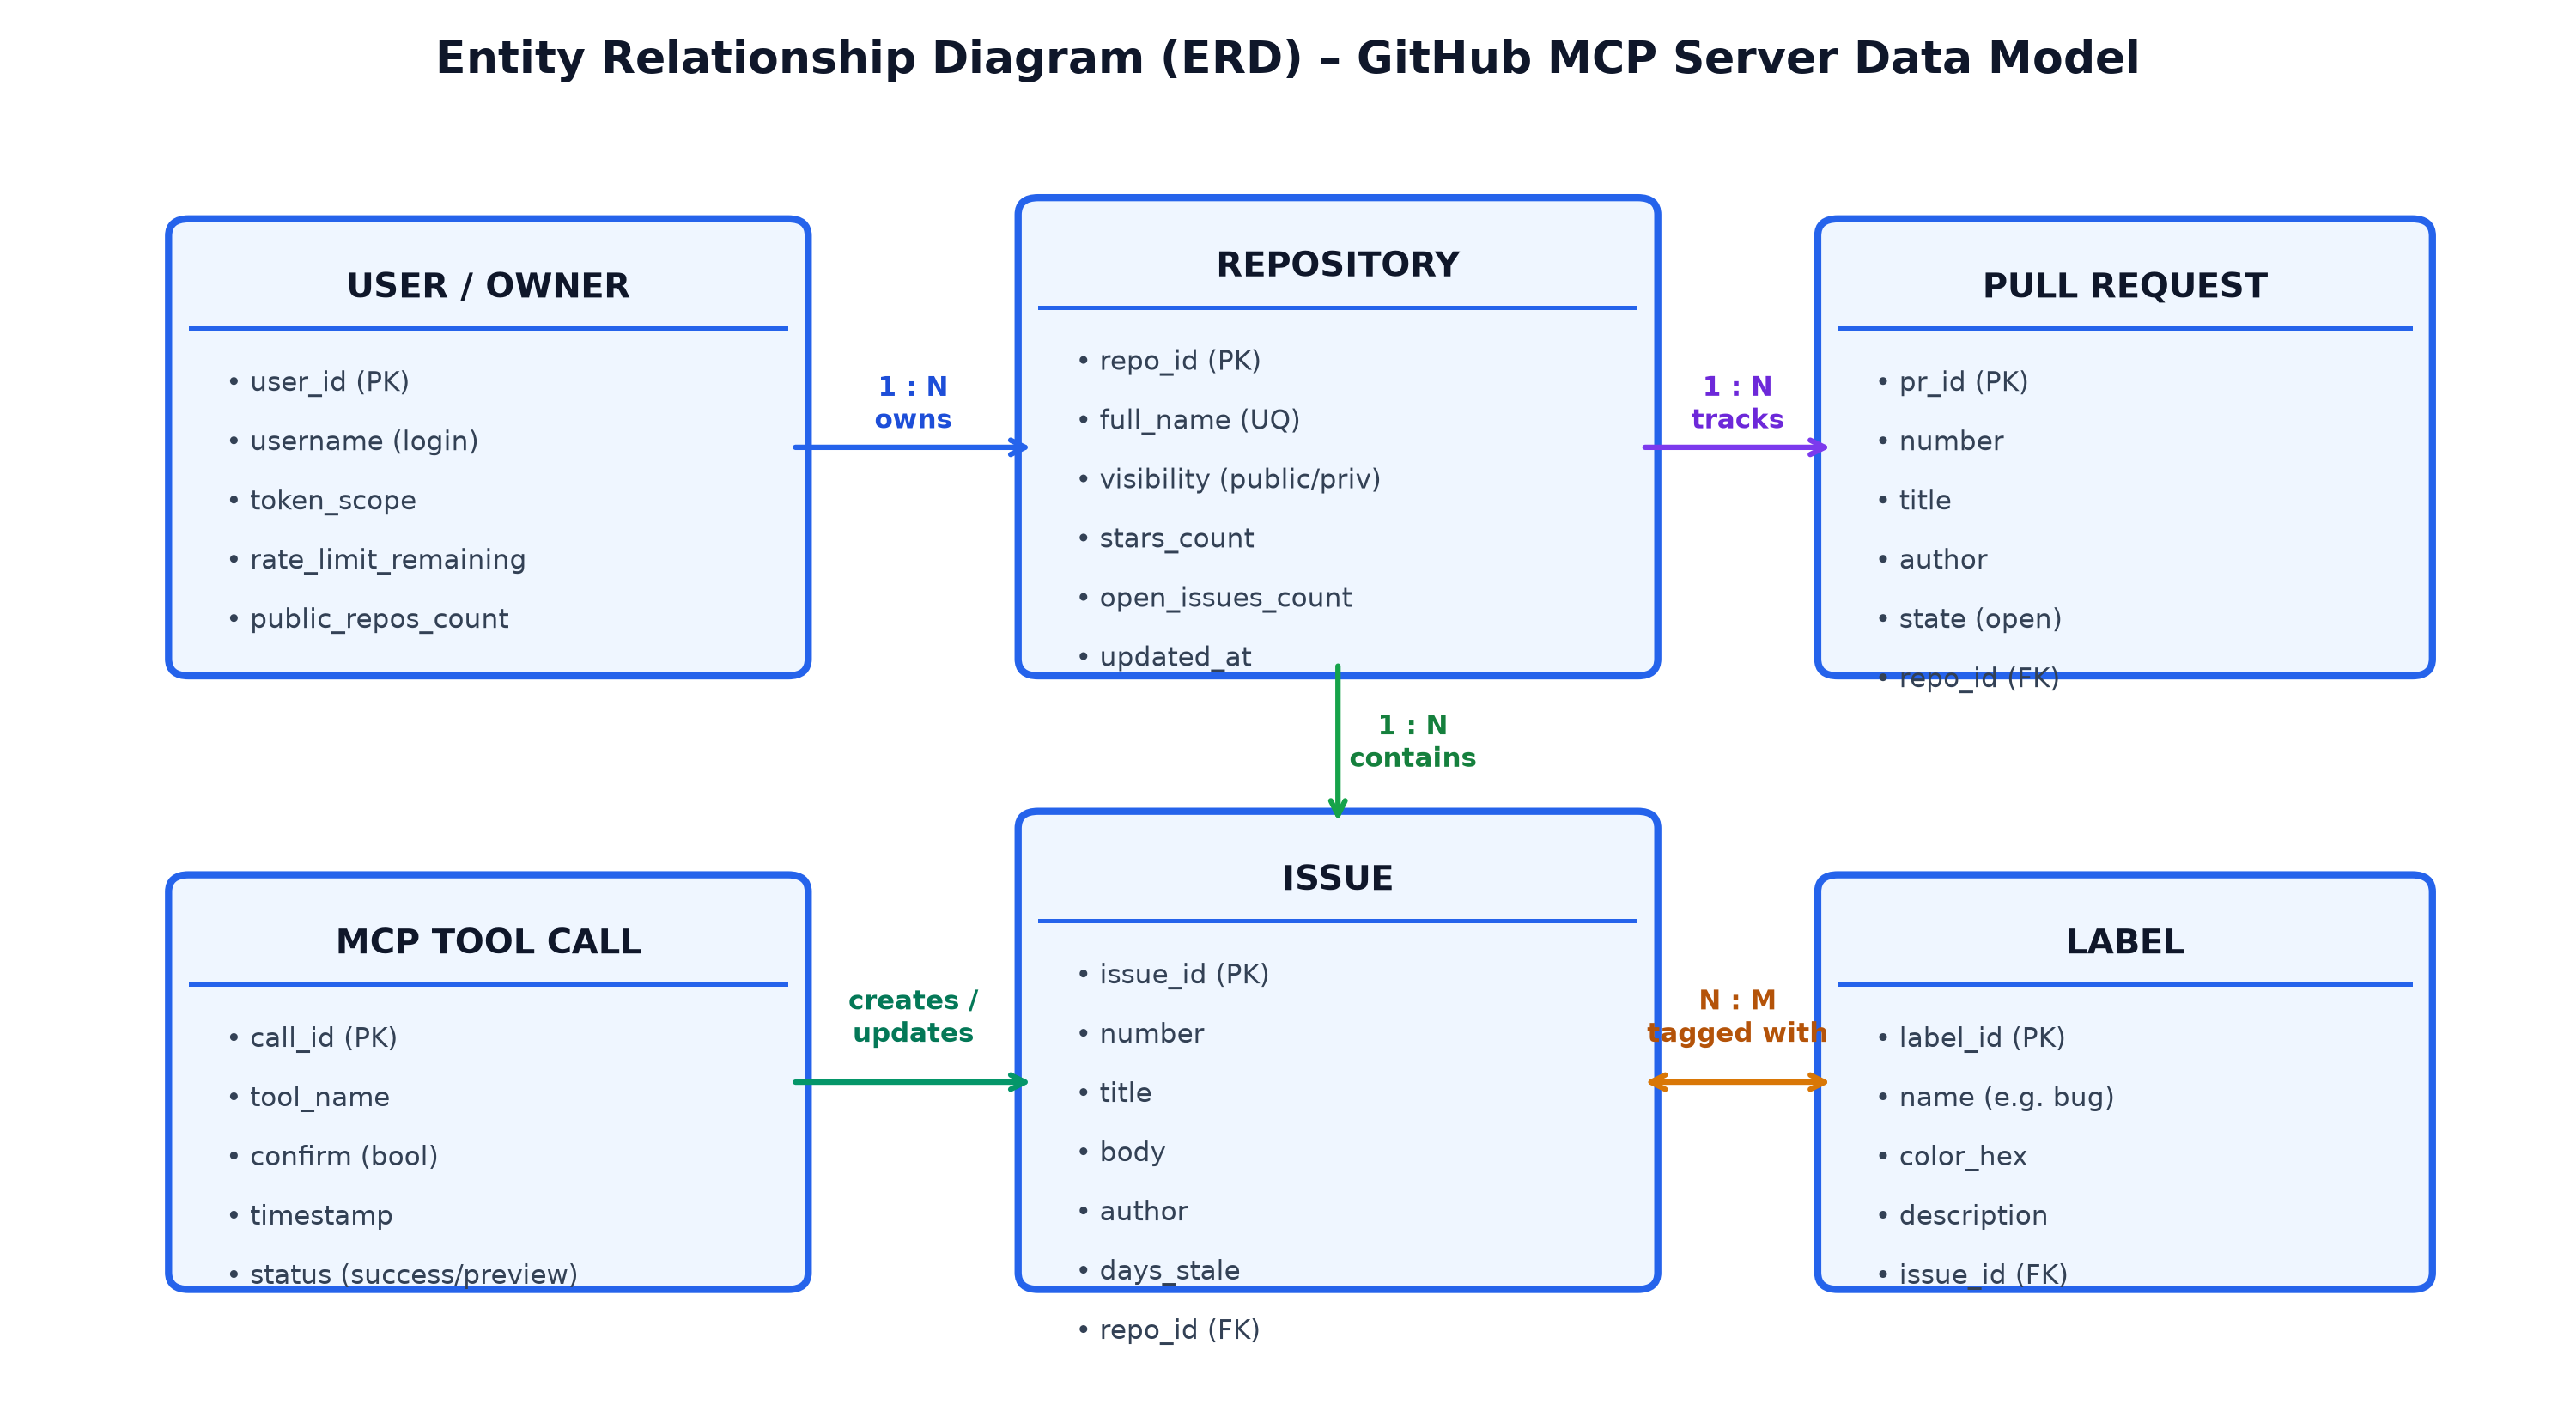 Entity Relationship Diagram (ERD) – GitHub MCP Server Data Model
USER / OWNER
• user_id (PK)
• username (login)
• token_scope
• rate_limit_remaining
• public_repos_count
1 : N
owns
REPOSITORY
• repo_id (PK)
• full_name (UQ)
• visibility (public/priv)
• stars_count
• open_issues_count
• updated_at
1 : N
tracks
PULL REQUEST
• pr_id (PK)
• number
• title
• author
• state (open)
• repo_id (FK)
1 : N
contains
MCP TOOL CALL
• call_id (PK)
• tool_name
• confirm (bool)
• timestamp
• status (success/preview)
creates /
updates
ISSUE
• issue_id (PK)
• number
• title
• body
• author
• days_stale
• repo_id (FK)
N : M
tagged with
LABEL
• label_id (PK)
• name (e.g. bug)
• color_hex
• description
• issue_id (FK)